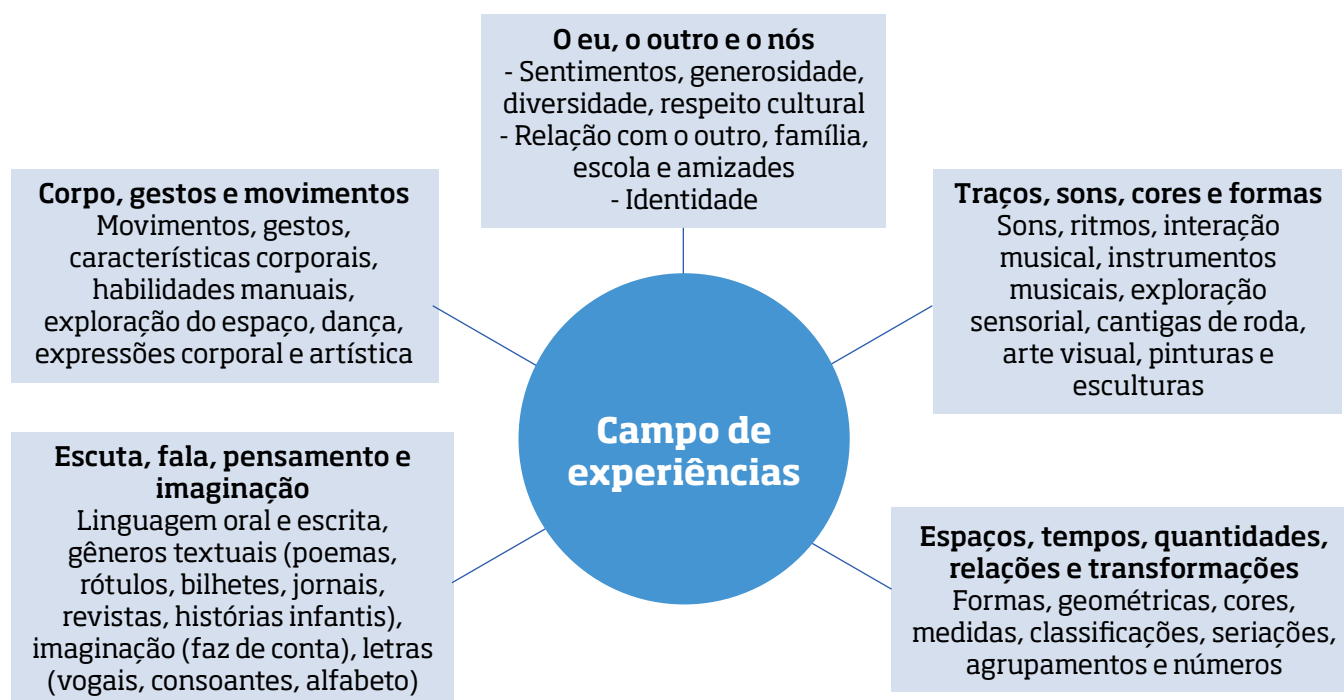 O eu, o outro e o nós
- Sentimentos, generosidade,
diversidade, respeito cultural
- Relação com o outro, família,
escola e amizades
- Identidade
Corpo, gestos e movimentos
Movimentos, gestos,
características corporais,
habilidades manuais,
exploração do espaço, dança,
expressões corporal e artística
Traços, sons, cores e formas
Sons, ritmos, interação
musical, instrumentos
musicais, exploração
sensorial, cantigas de roda,
arte visual, pinturas e
esculturas
Campo de
experiências
Escuta, fala, pensamento e
imaginação
Linguagem oral e escrita,
gêneros textuais (poemas,
rótulos, bilhetes, jornais,
revistas, histórias infantis),
imaginação (faz de conta), letras
(vogais, consoantes, alfabeto)
Espaços, tempos, quantidades,
relações e transformações
Formas, geométricas, cores,
medidas, classificações, seriações,
agrupamentos e números